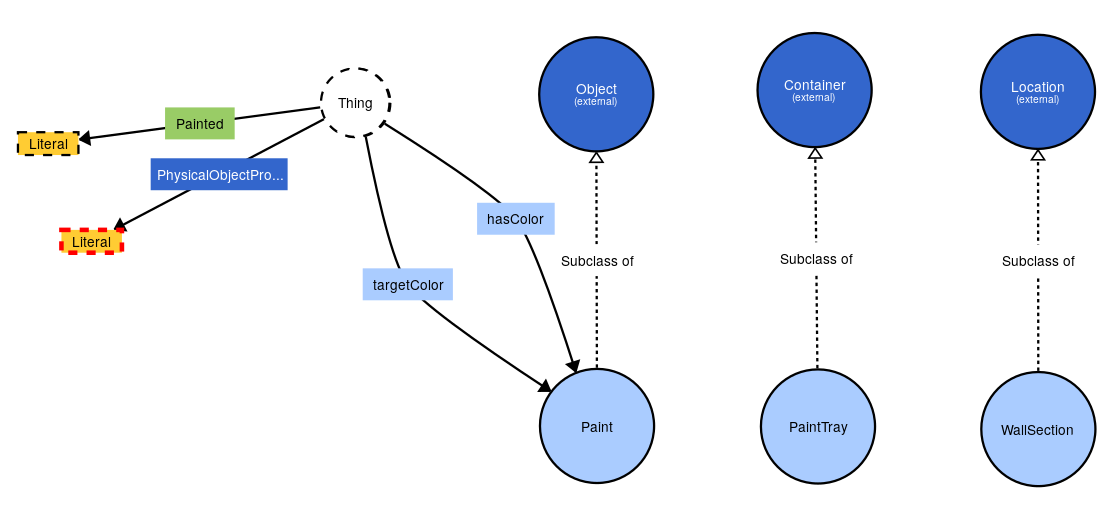 Thing
Painted
Literal
PhysicalObjectPro...
Literal
hasColor
targetColor
Object
(external)
Subclass of
Paint
Container
(external)
Subclass of
PaintTray
Location
(external)
Subclass of
WallSection